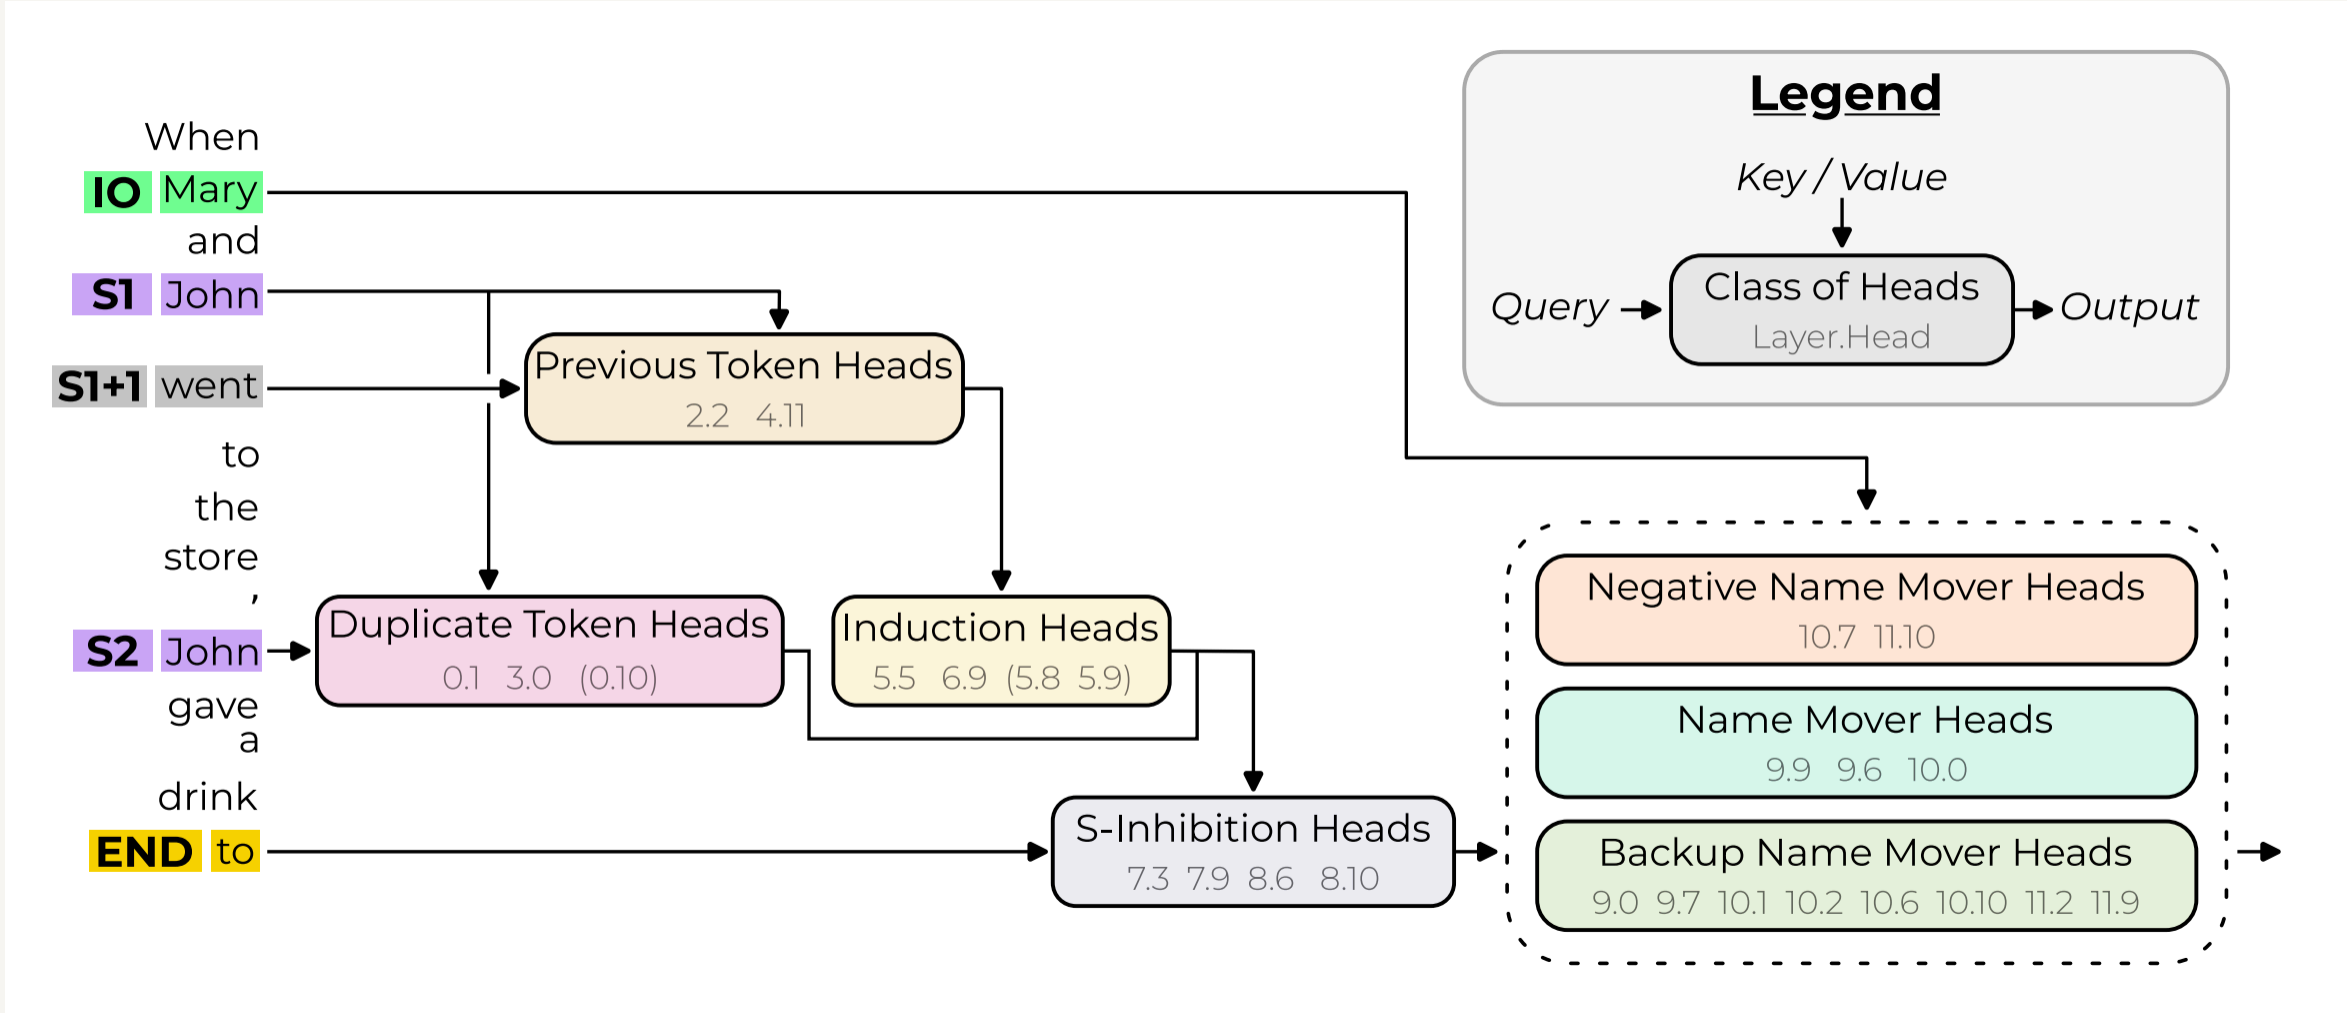 When
IO Mary
and
S1 John
S1+1 went
to
the
store
,
S2 John
gave
a
drink
END to
Previous Token Heads
2.2 4.11
Duplicate Token Heads
0.1 3.0 (0.10)
Induction Heads
5.5 6.9 (5.8 5.9)
S-Inhibition Heads
7.3 7.9 8.6 8.10
Legend
Key / Value
Query
Class of Heads
Layer.Head
Output
Negative Name Mover Heads
10.7 11.10
Name Mover Heads
9.9 9.6 10.0
Backup Name Mover Heads
9.0 9.7 10.1 10.2 10.6 10.10 11.2 11.9